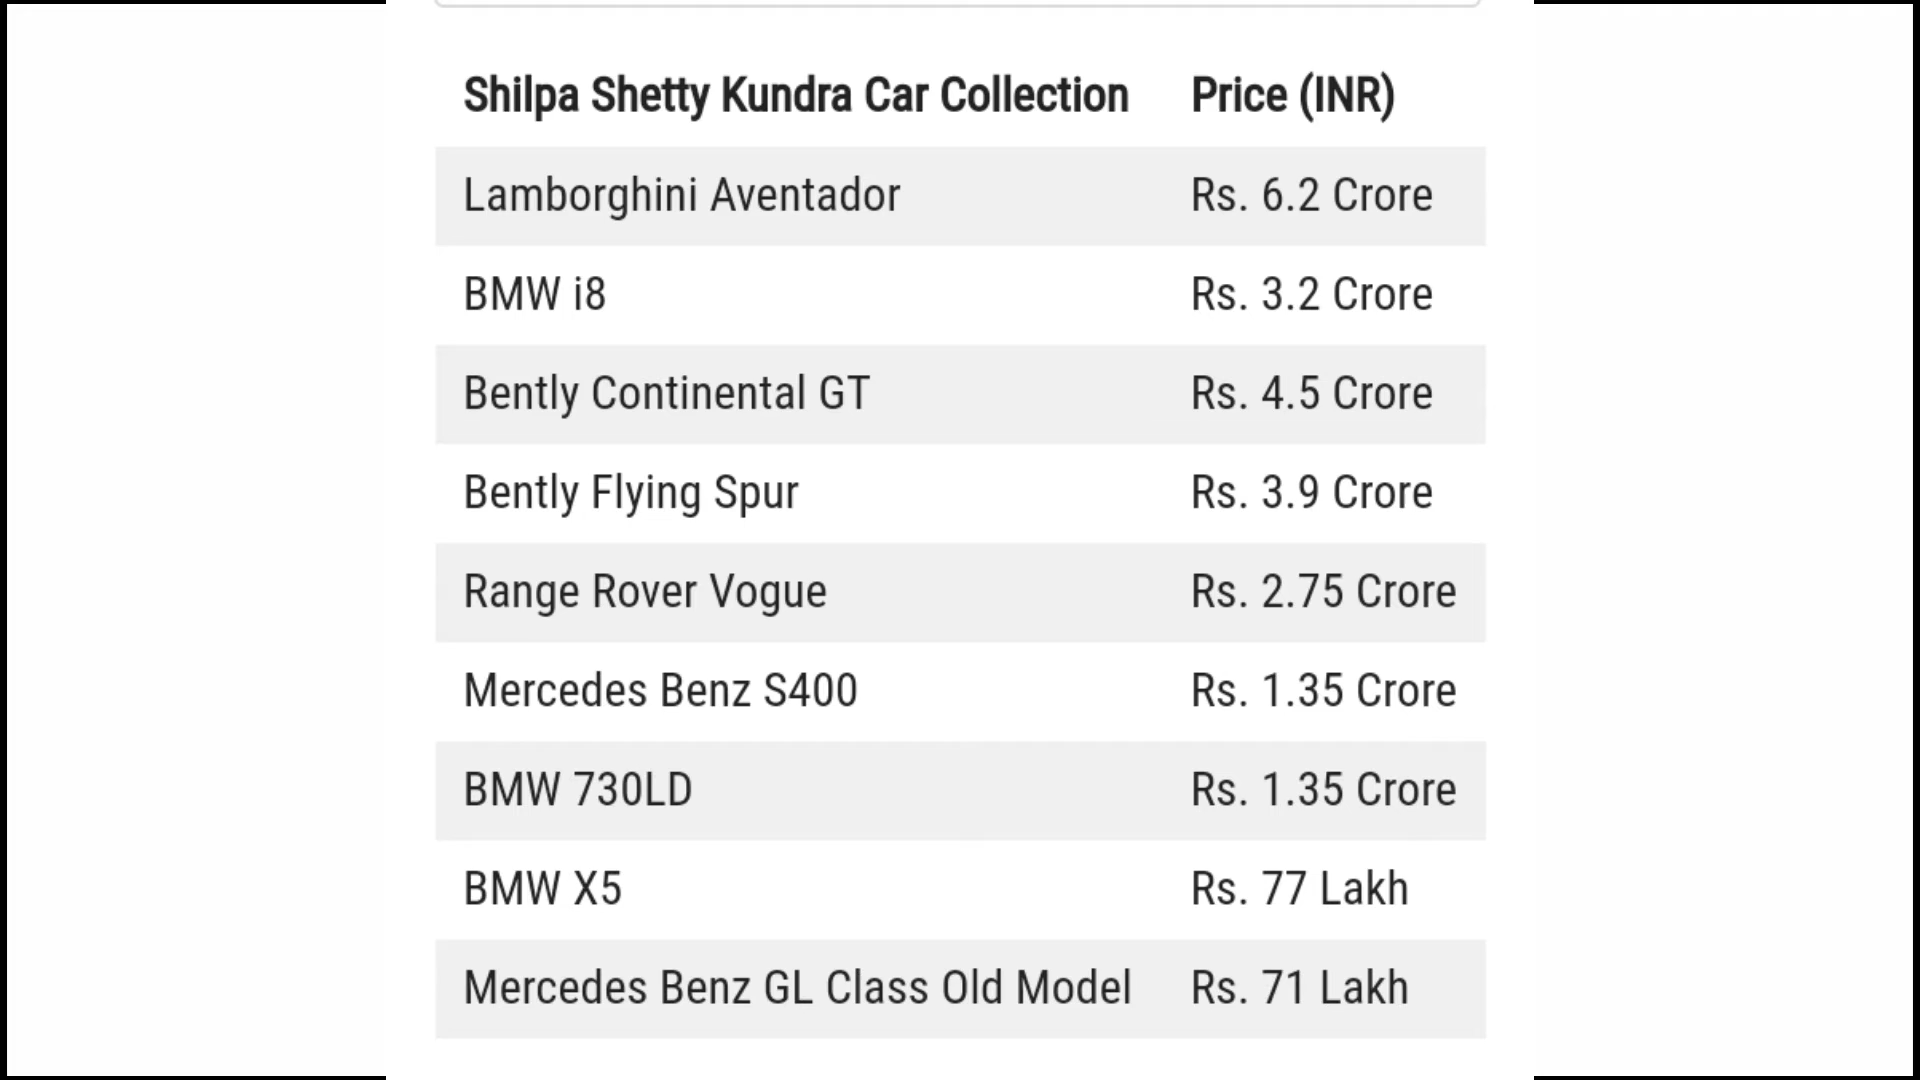 Shilpa Shetty Kundra Car Collection Price (INR)
Lamborghini Aventador Rs. 6.2 Crore
BMW i8 Rs. 3.2 Crore
Bently Continental GT Rs. 4.5 Crore
Bently Flying Spur Rs. 3.9 Crore
Range Rover Vogue Rs. 2.75 Crore
Mercedes Benz S400 Rs. 1.35 Crore
BMW 730LD Rs. 1.35 Crore
BMW X5 Rs. 77 Lakh
Mercedes Benz GL Class Old Model Rs. 71 Lakh